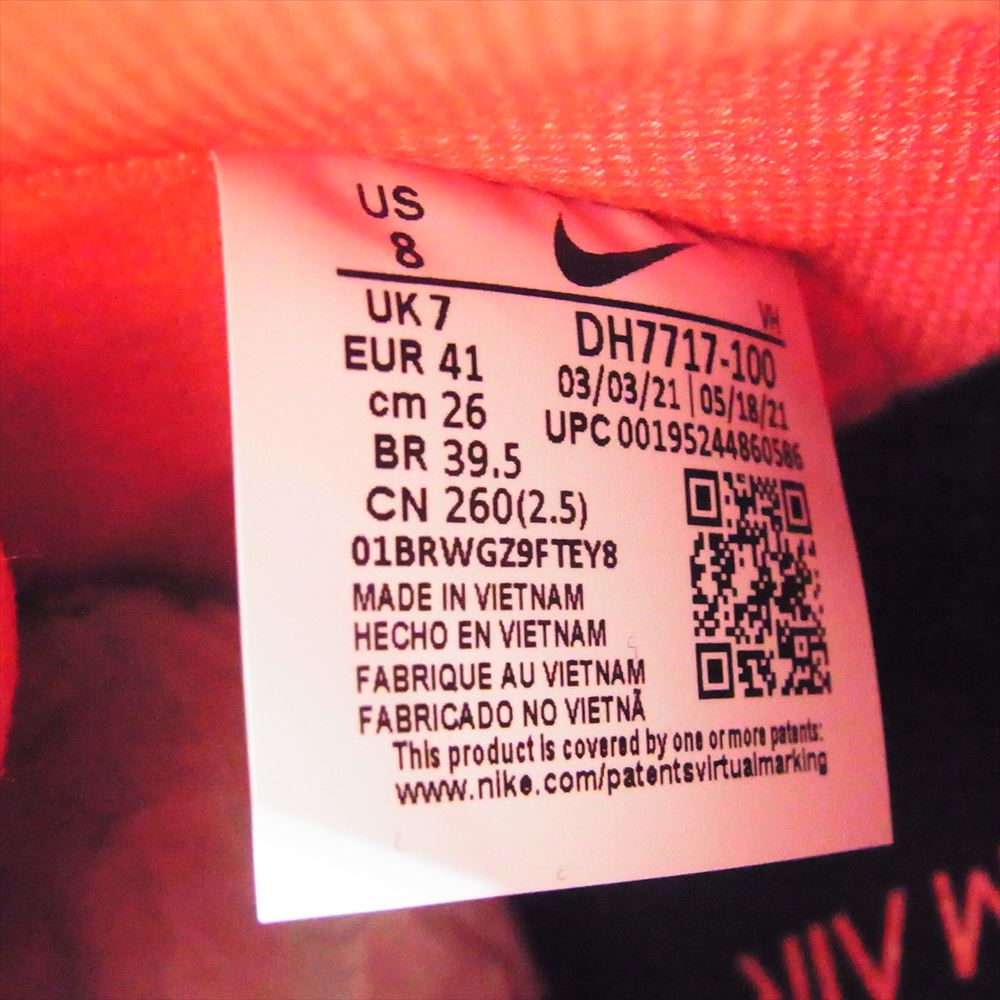 US
8
UK 7
EUR 41
cm 26
BR 39.5
CN 260(2.5)
01BRWGZ9FTEY8
VH
DH7717-100
03/03/21 | 05/18/21
UPC 00195244860586
MADE IN VIETNAM
HECHO EN VIETNAM
FABRIQUE AU VIETNAM
FABRICADO NO VIETNÃ
This product is covered by one or more patents:
www.nike.com/patentsvirtualmarking